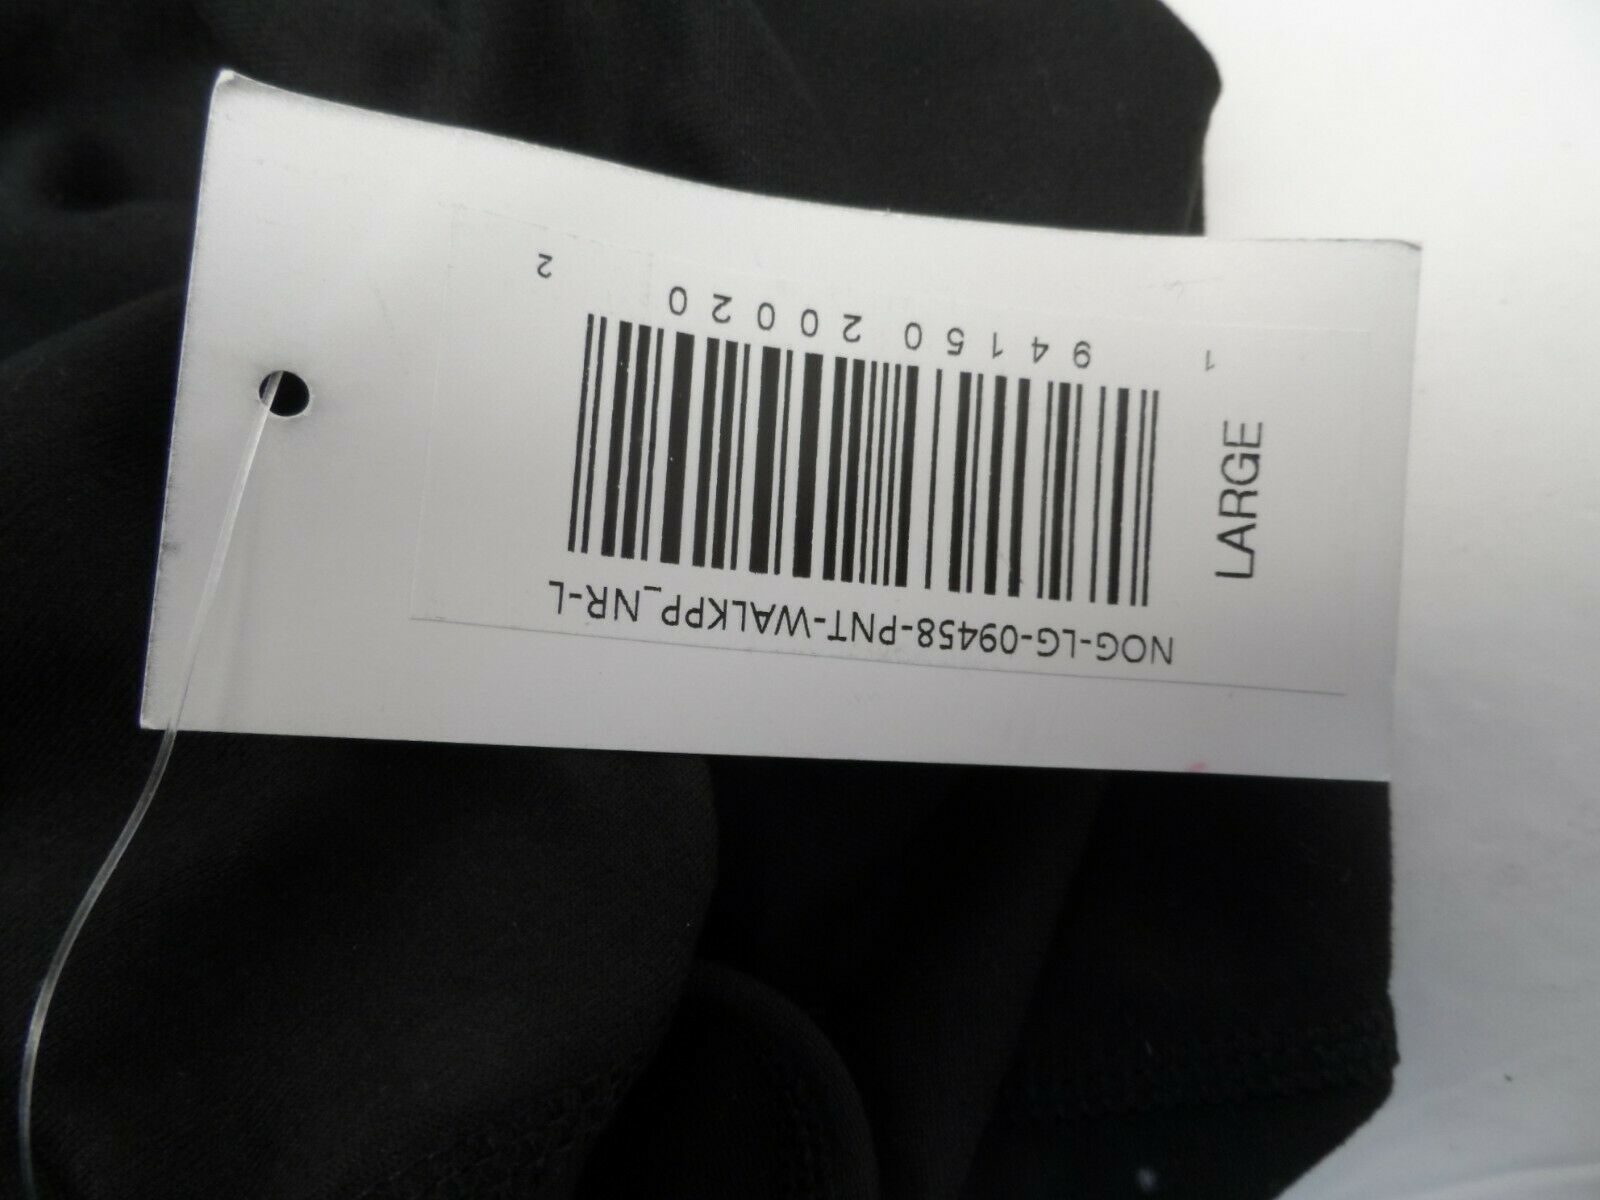 NOG-LG-09458-PNT-WALKPP_NR-L
LARGE
1 94150 20020 2